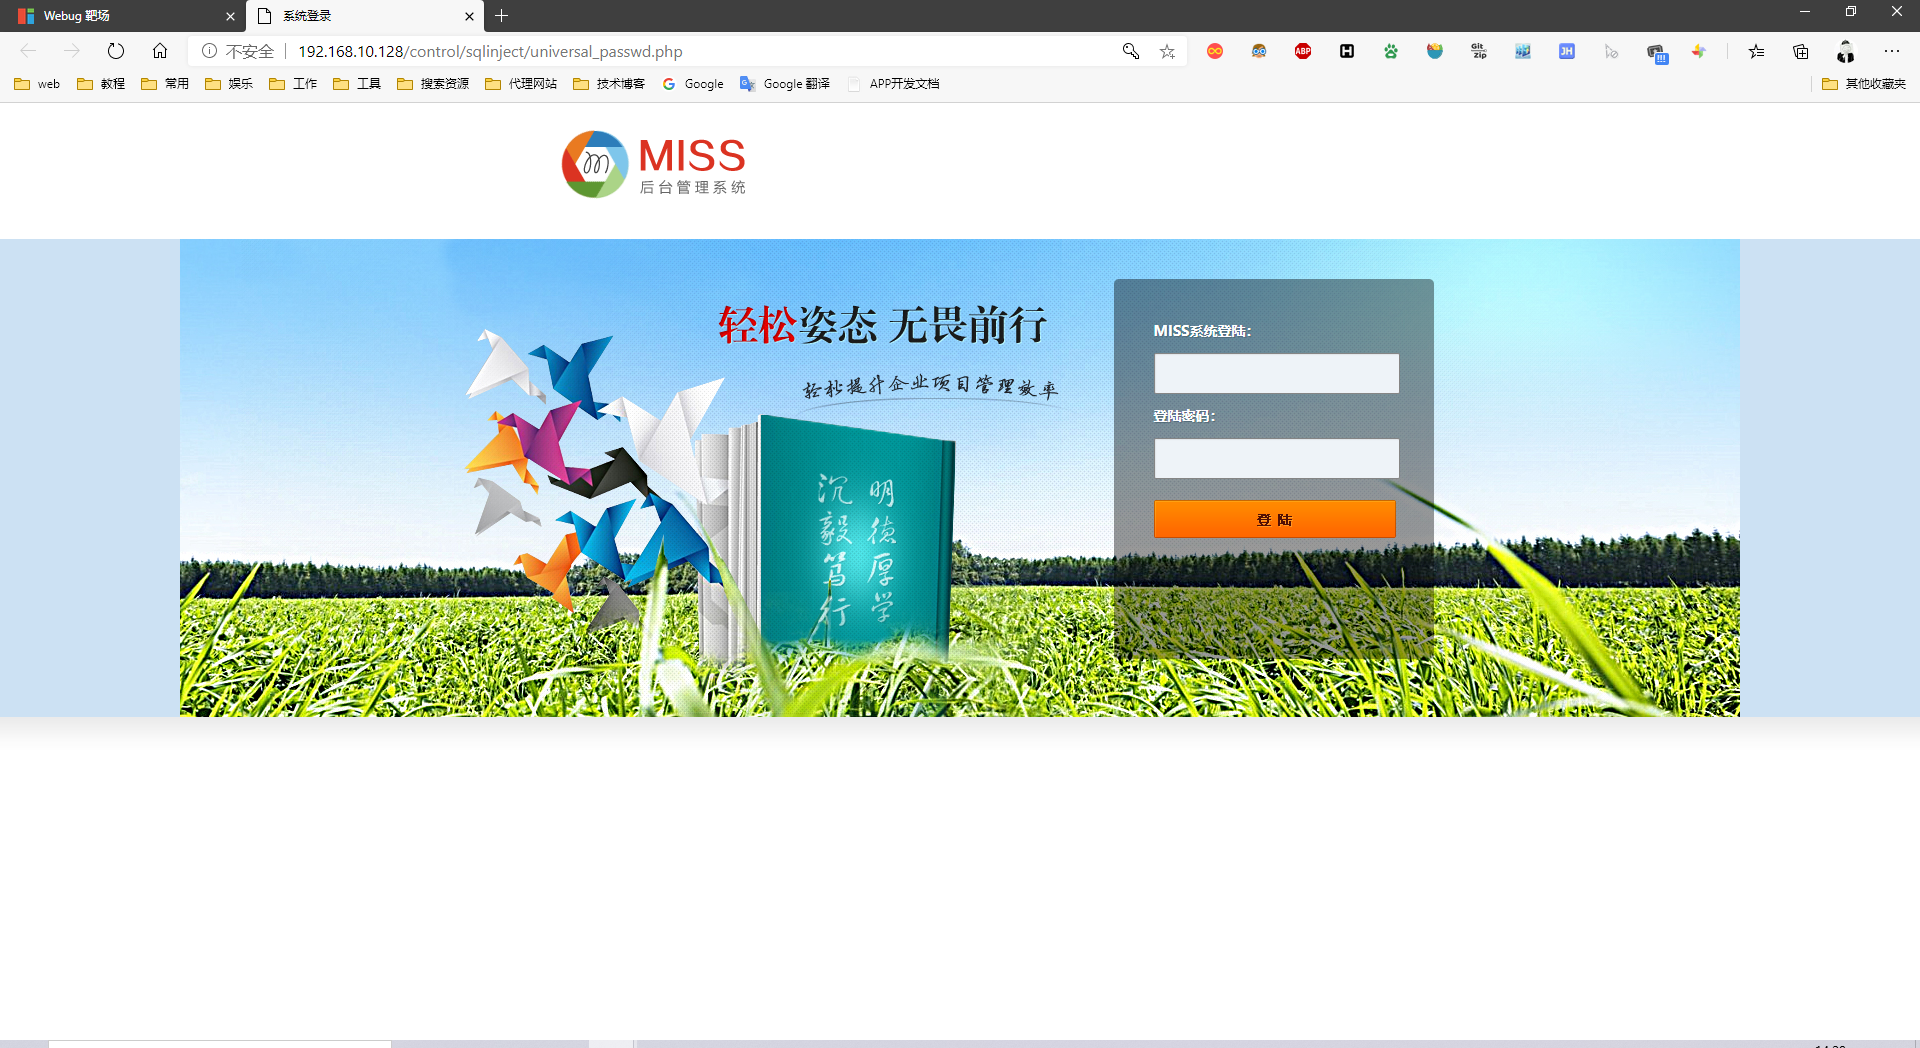 Webug 靶场
系统登录
不安全
192.168.10.128/control/sqlinject/universal_passwd.php
ABP
H
Git Zip
JH
web
教程
常用
娱乐
工作
工具
搜索资源
代理网站
技术博客
Google
Google 翻译
APP开发文档
其他收藏夹
m
MISS
后台管理系统
轻松姿态 无畏前行
轻松提升企业项目管理效率
明德厚学
沉毅笃行
MISS系统登陆：
登陆密码：
登 陆